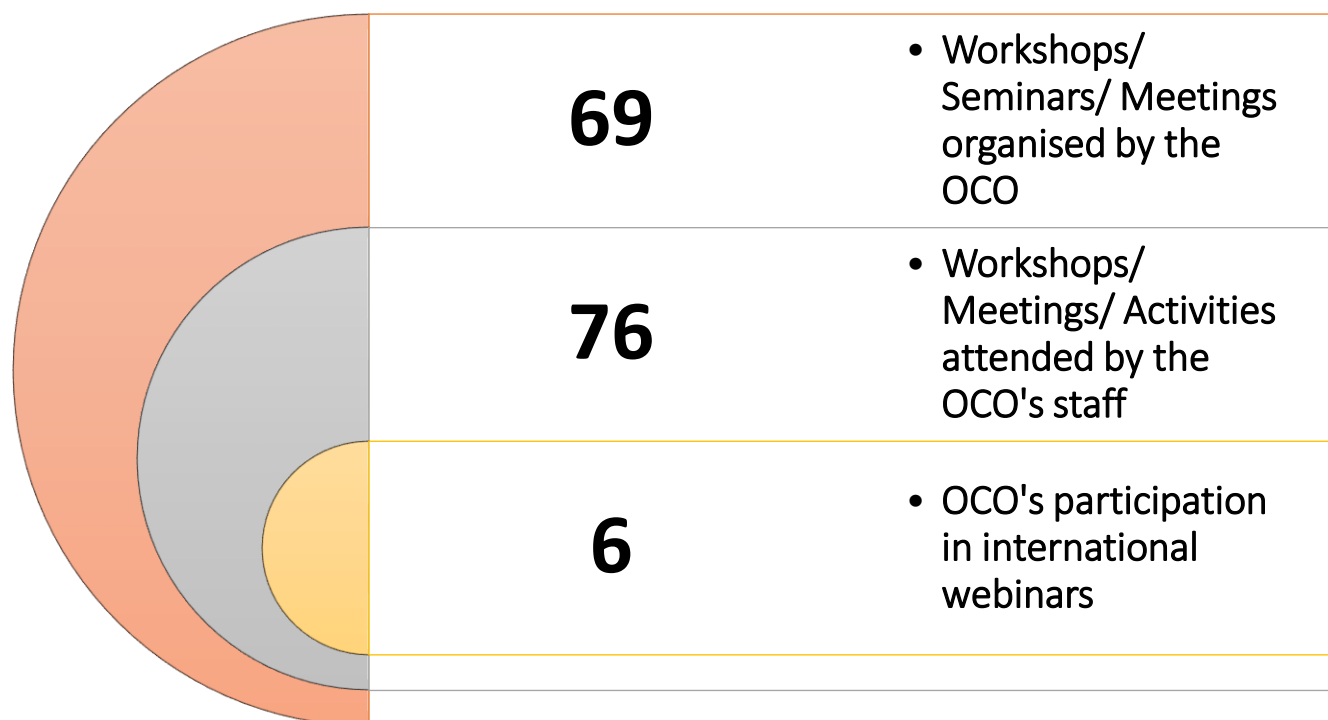 69
• Workshops/
Seminars/ Meetings
organised by the
OCO
76
• Workshops/
Meetings/ Activities
attended by the
OCO's staff
6
• OCO's participation
in international
webinars